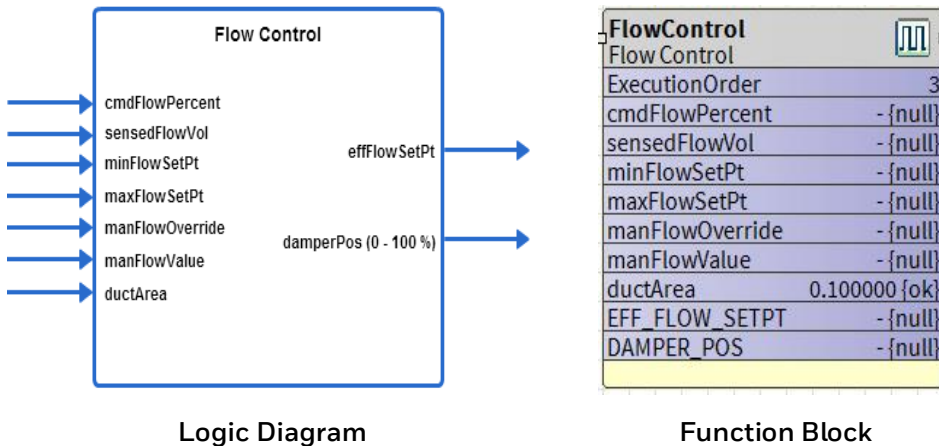 Flow Control
cmdFlowPercent
sensedFlowVol
minFlowSetPt
maxFlowSetPt
manFlowOverride
manFlowValue
ductArea
effFlowSetPt
damperPos (0 - 100 %)
Logic Diagram
FlowControl
Flow Control
ExecutionOrder 3
cmdFlowPercent - {null}
sensedFlowVol - {null}
minFlowSetPt - {null}
maxFlowSetPt - {null}
manFlowOverride - {null}
manFlowValue - {null}
ductArea 0.100000 {ok}
EFF_FLOW_SETPT - {null}
DAMPER_POS - {null}
Function Block